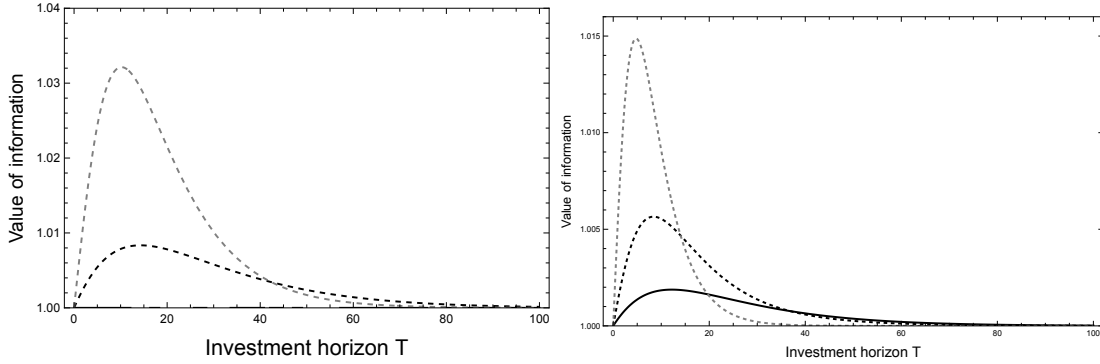 1.04
1.03
1.02
1.01
1.00
Value of information
0 20 40 60 80 100
Investment horizon T
1.015
1.010
1.005
1.000
Value of information
0 20 40 60 80 100
Investment horizon T